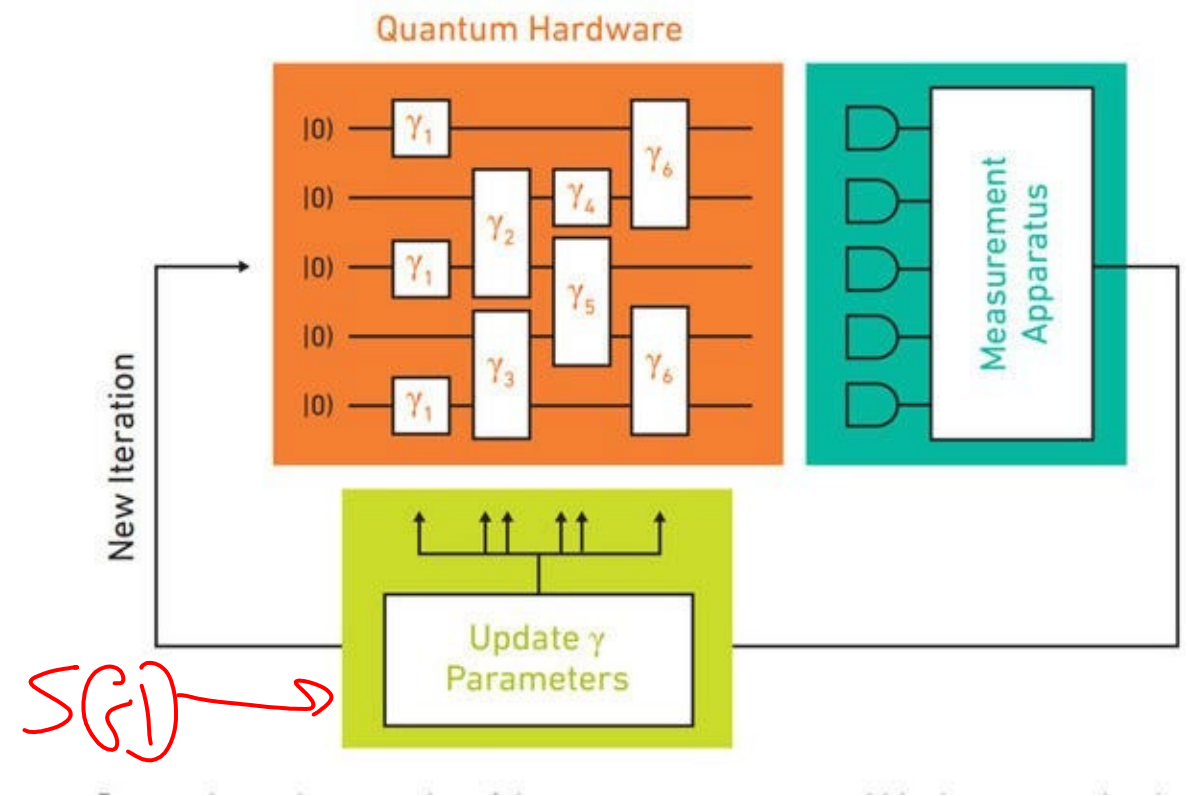 Quantum Hardware
|0⟩ γ₁ γ₆
|0⟩ γ₂ γ₄
|0⟩ γ₁ γ₅
|0⟩ γ₃ γ₆
|0⟩ γ₁
Measurement
Apparatus
New Iteration
Update γ
Parameters
SGD